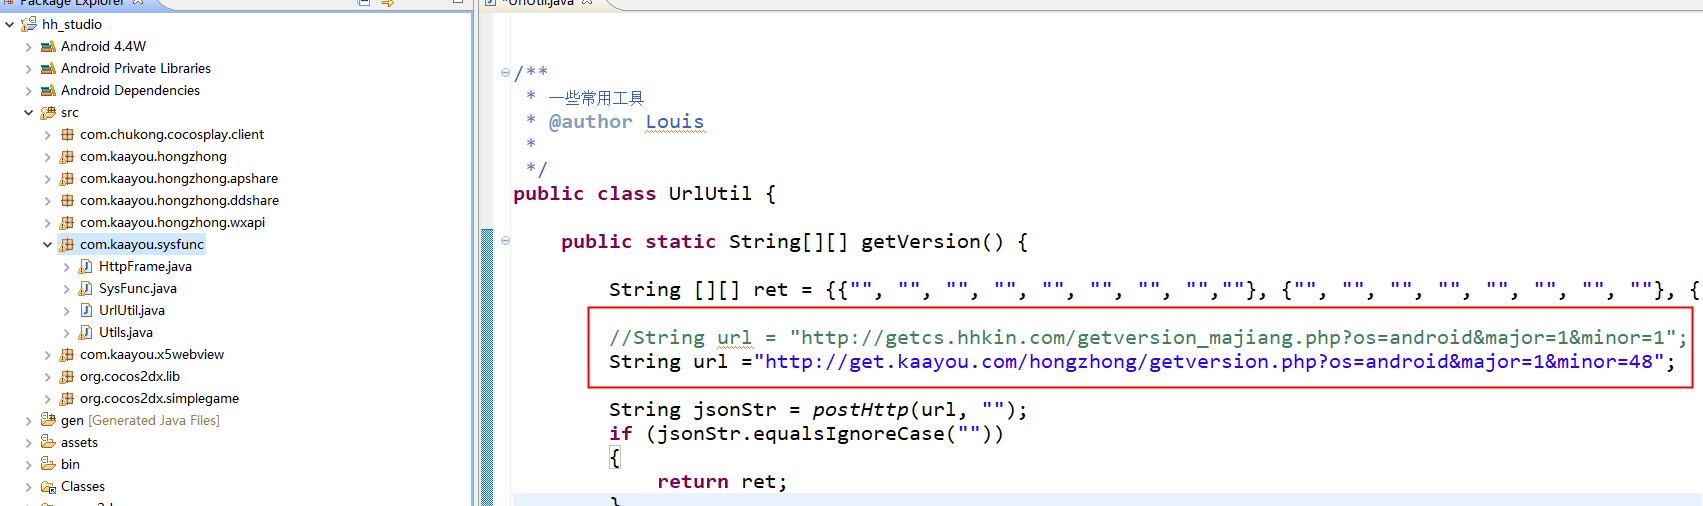 Package Explorer
hh_studio
Android 4.4W
Android Private Libraries
Android Dependencies
src
com.chukong.cocosplay.client
com.kaayou.hongzhong
com.kaayou.hongzhong.apshare
com.kaayou.hongzhong.ddshare
com.kaayou.hongzhong.wxapi
com.kaayou.sysfunc
HttpFrame.java
SysFunc.java
UrlUtil.java
Utils.java
com.kaayou.x5webview
org.cocos2dx.lib
org.cocos2dx.simplegame
gen [Generated Java Files]
assets
bin
Classes
*UrlUtil.java
/**
* 一些常用工具
* @author Louis
*
*/
public class UrlUtil {
public static String[][] getVersion() {
String [][] ret = {{"", "", "", "", "", "", "", "",""}, {"", "", "", "", "", "", "", ""}, {
//String url = "http://getcs.hhkin.com/getversion_majiang.php?os=android&major=1&minor=1";
String url ="http://get.kaayou.com/hongzhong/getversion.php?os=android&major=1&minor=48";
String jsonStr = postHttp(url, "");
if (jsonStr.equalsIgnoreCase(""))
{
return ret;
}